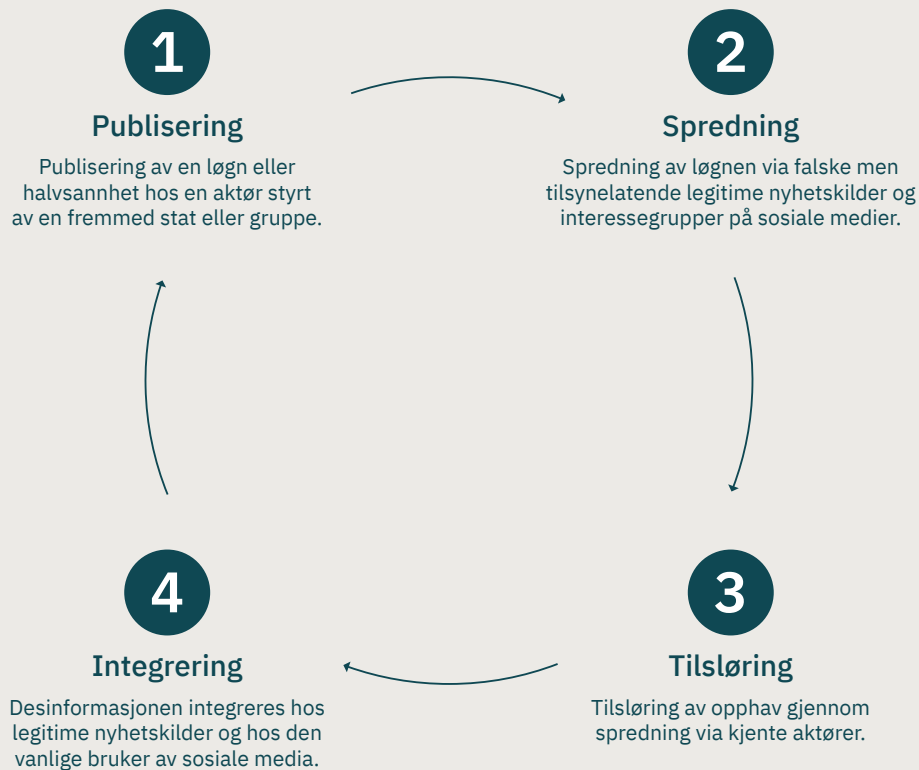 1
Publisering
Publisering av en løgn eller
halvsannhet hos en aktør styrt
av en fremmed stat eller gruppe.
2
Spredning
Spredning av løgnen via falske men
tilsynelatende legitime nyhetskilder og
interessegrupper på sosiale medier.
3
Tilsløring
Tilsløring av opphav gjennom
spredning via kjente aktører.
4
Integrering
Desinformasjonen integreres hos
legitime nyhetskilder og hos den
vanlige bruker av sosiale media.